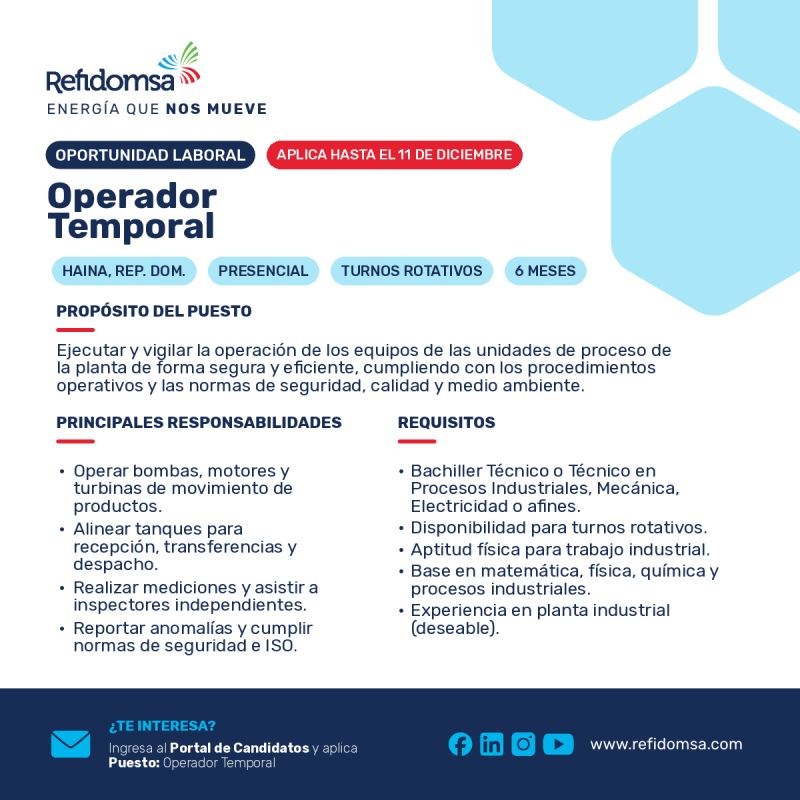 Refidomsa
ENERGÍA QUE NOS MUEVE
OPORTUNIDAD LABORAL
APLICA HASTA EL 11 DE DICIEMBRE
Operador
Temporal
HAINA, REP. DOM.
PRESENCIAL
TURNOS ROTATIVOS
6 MESES
PROPÓSITO DEL PUESTO
Ejecutar y vigilar la operación de los equipos de las unidades de proceso de
la planta de forma segura y eficiente, cumpliendo con los procedimientos
operativos y las normas de seguridad, calidad y medio ambiente.
PRINCIPALES RESPONSABILIDADES
• Operar bombas, motores y
turbinas de movimiento de
productos.
• Alinear tanques para
recepción, transferencias y
despacho.
• Realizar mediciones y asistir a
inspectores independientes.
• Reportar anomalías y cumplir
normas de seguridad e ISO.
REQUISITOS
• Bachiller Técnico o Técnico en
Procesos Industriales, Mecánica,
Electricidad o afines.
• Disponibilidad para turnos rotativos.
• Aptitud física para trabajo industrial.
• Base en matemática, física, química y
procesos industriales.
• Experiencia en planta industrial
(deseable).
¿TE INTERESA?
Ingresa al Portal de Candidatos y aplica
Puesto: Operador Temporal
www.refidomsa.com